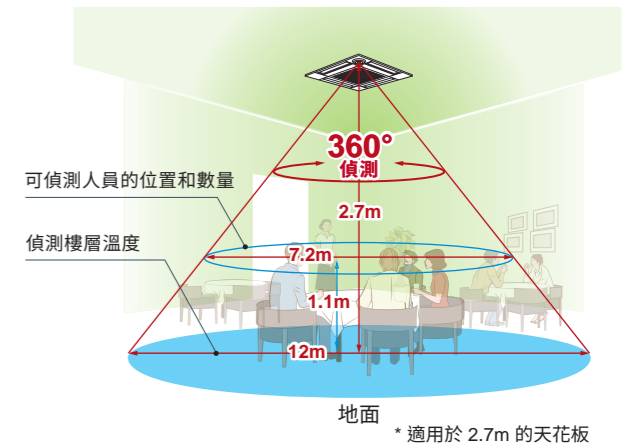 360°
偵測
可偵測人員的位置和數量
2.7m
偵測樓層溫度
7.2m
1.1m
12m
地面
* 適用於 2.7m 的天花板